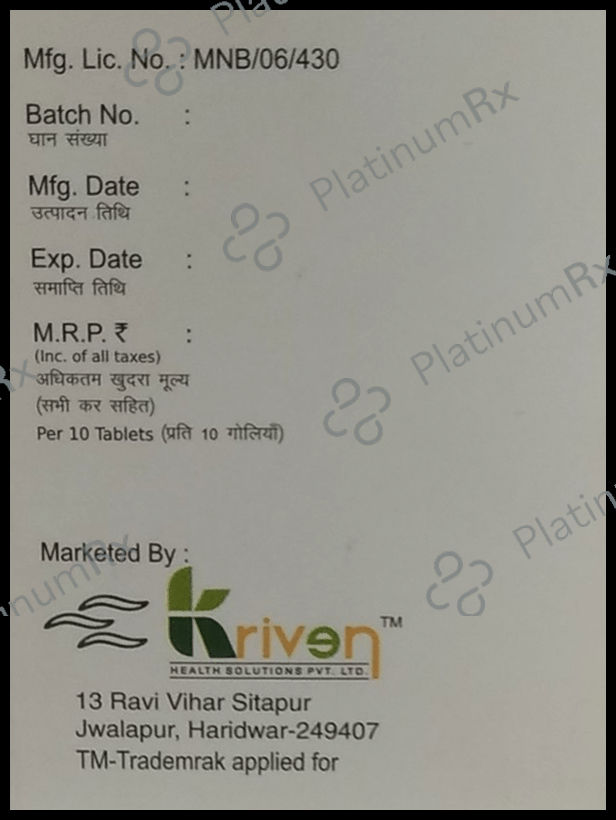 Mfg. Lic. No. : MNB/06/430
Batch No. :
घान संख्या
Mfg. Date :
उत्पादन तिथि
Exp. Date :
समाप्ति तिथि
M.R.P. ₹ :
(Inc. of all taxes)
अधिकतम खुदरा मूल्य
(सभी कर सहित)
Per 10 Tablets (प्रति 10 गोलियाँ)
Marketed By :
kriven TM
HEALTH SOLUTIONS PVT. LTD.
13 Ravi Vihar Sitapur
Jwalapur, Haridwar-249407
TM-Trademrak applied for
PlatinumRx
PlatinumRx
PlatinumRx
PlatinumRx